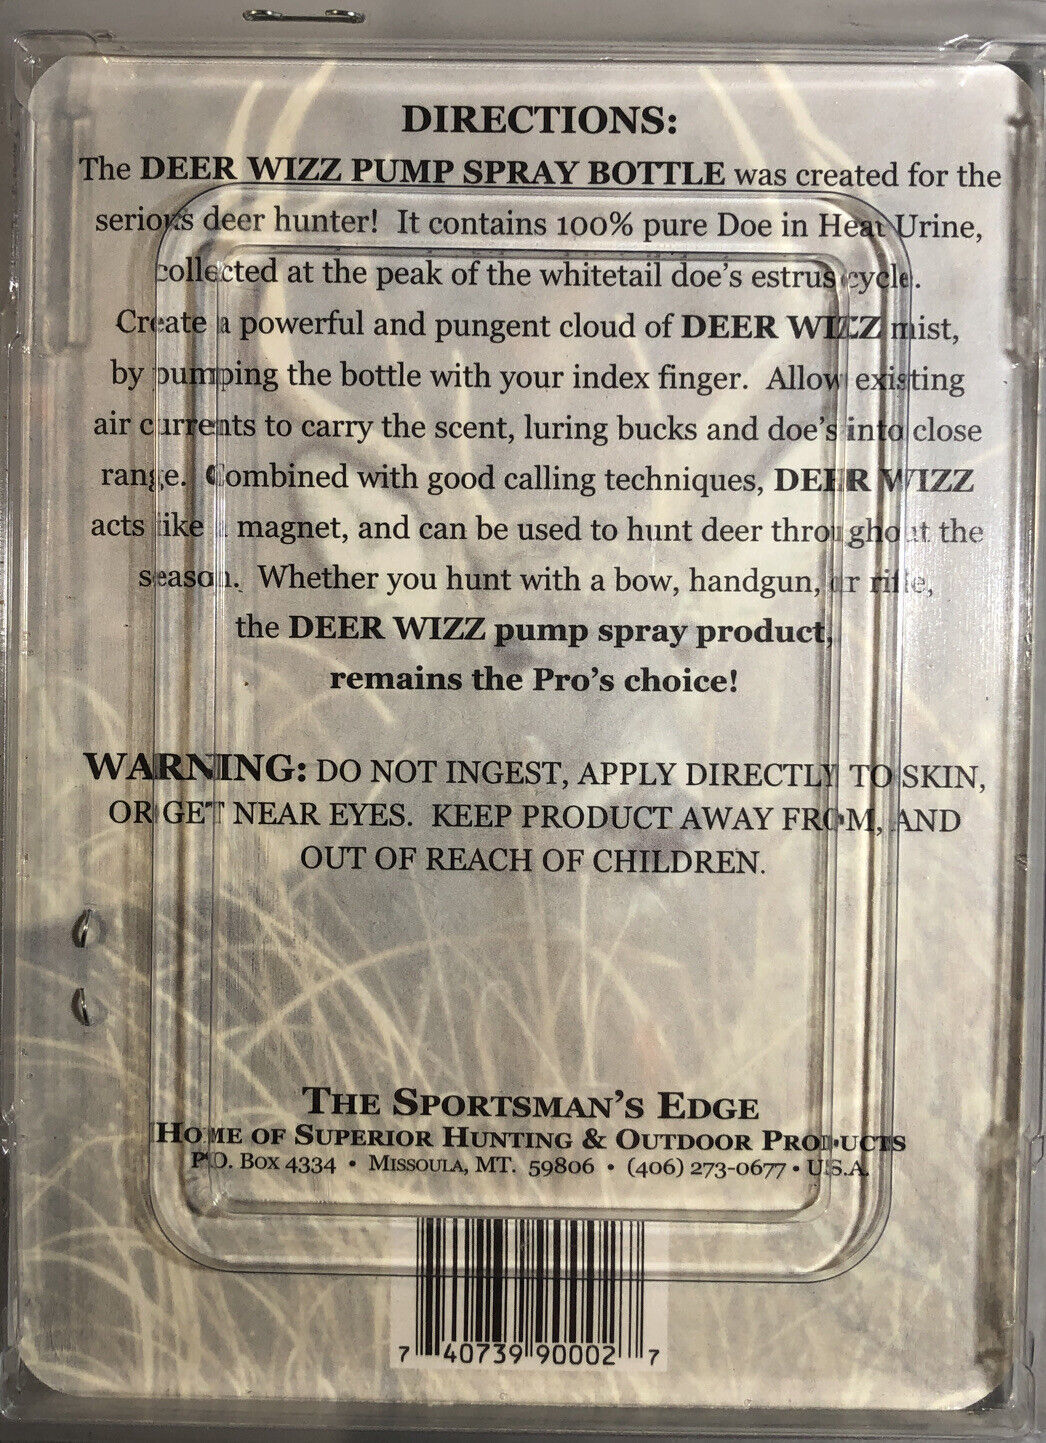 DIRECTIONS:
The DEER WIZZ PUMP SPRAY BOTTLE was created for the
serious deer hunter! It contains 100% pure Doe in Heat Urine,
collected at the peak of the whitetail doe's estrus cycle.
Create a powerful and pungent cloud of DEER WIZZ mist,
by pumping the bottle with your index finger. Allow existing
air currents to carry the scent, luring bucks and doe's into close
range. Combined with good calling techniques, DEER WIZZ
acts like a magnet, and can be used to hunt deer throughout the
season. Whether you hunt with a bow, handgun, or rifle,
the DEER WIZZ pump spray product,
remains the Pro's choice!
WARNING: DO NOT INGEST, APPLY DIRECTLY TO SKIN,
OR GET NEAR EYES. KEEP PRODUCT AWAY FROM, AND
OUT OF REACH OF CHILDREN.
THE SPORTSMAN'S EDGE
HOME OF SUPERIOR HUNTING & OUTDOOR PRODUCTS
P.O. BOX 4334 • MISSOULA, MT. 59806 • (406) 273-0677 • U.S.A.
7 40739 90002 7